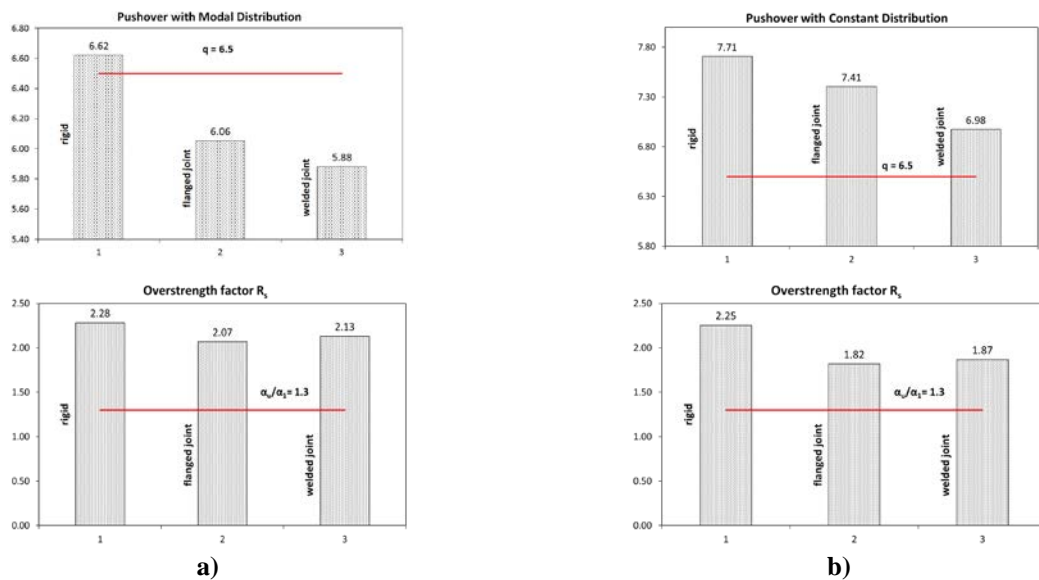 Pushover with Modal Distribution
6.80
6.60
6.40
6.20
6.00
5.80
5.60
5.40
6.62
q = 6.5
6.06
5.88
rigid
flanged joint
welded joint
1
2
3
Overstrength factor Rs
2.50
2.00
1.50
1.00
0.50
0.00
2.28
2.07
2.13
αu/α1= 1.3
rigid
flanged joint
welded joint
1
2
3
a)
Pushover with Constant Distribution
7.80
7.30
6.80
6.30
5.80
7.71
7.41
6.98
q = 6.5
rigid
flanged joint
welded joint
1
2
3
Overstrength factor Rs
2.50
2.00
1.50
1.00
0.50
0.00
2.25
1.82
1.87
αu/α1= 1.3
rigid
flanged joint
welded joint
1
2
3
b)